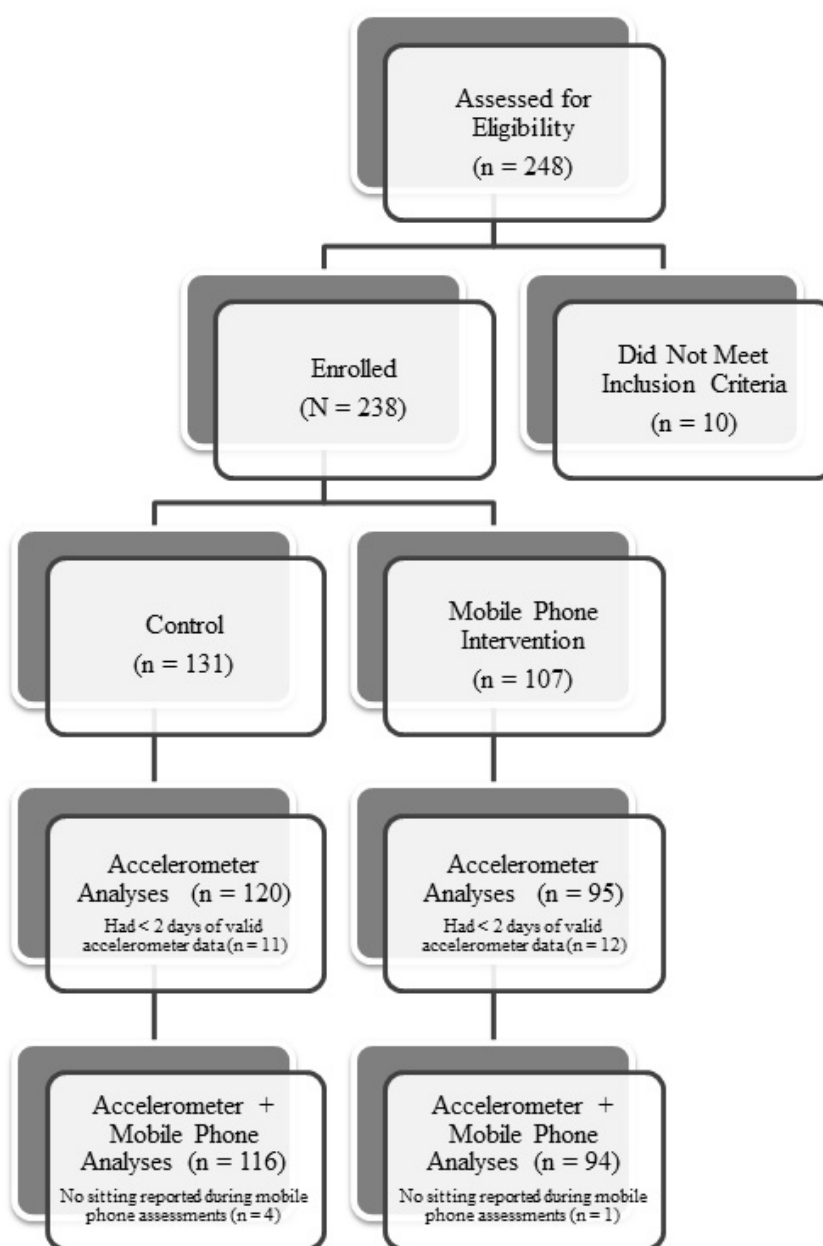 Assessed for
Eligibility
(n = 248)
Enrolled
(N = 238)
Did Not Meet
Inclusion Criteria
(n = 10)
Control
(n = 131)
Mobile Phone
Intervention
(n = 107)
Accelerometer
Analyses (n = 120)
Had < 2 days of valid
accelerometer data (n = 11)
Accelerometer
Analyses (n = 95)
Had < 2 days of valid
accelerometer data (n = 12)
Accelerometer +
Mobile Phone
Analyses (n = 116)
No sitting reported during mobile
phone assessments (n = 4)
Accelerometer +
Mobile Phone
Analyses (n = 94)
No sitting reported during mobile
phone assessments (n = 1)